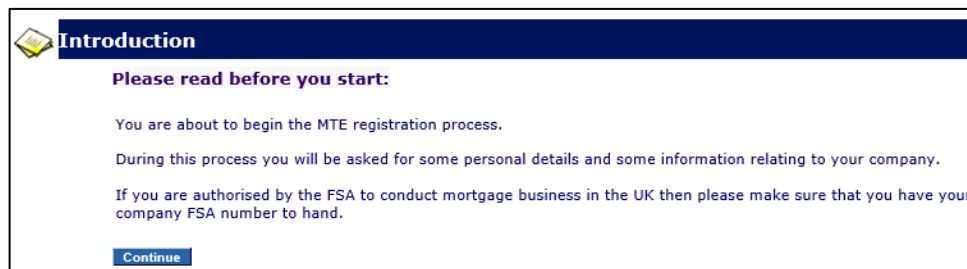 Introduction
Please read before you start:
You are about to begin the MTE registration process.
During this process you will be asked for some personal details and some information relating to your company.
If you are authorised by the FSA to conduct mortgage business in the UK then please make sure that you have your
company FSA number to hand.
Continue